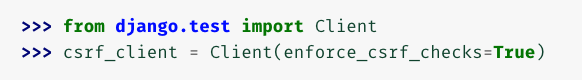 >>> from django.test import Client
>>> csrf_client = Client(enforce_csrf_checks=True)